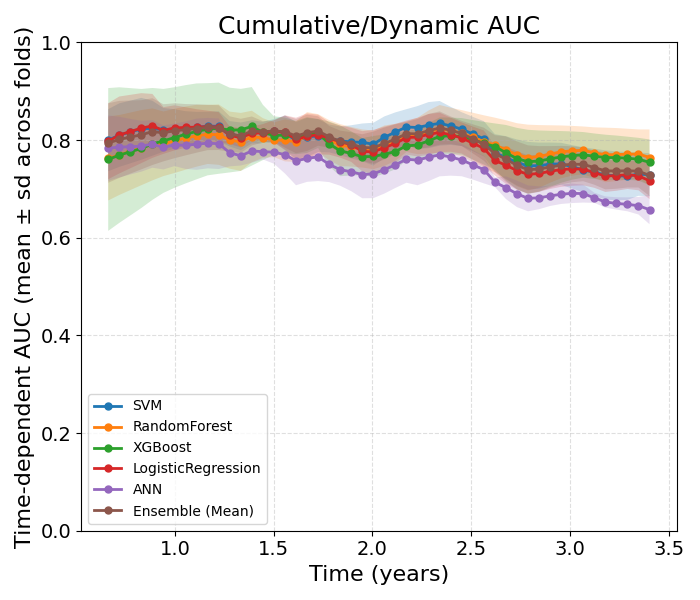 Cumulative/Dynamic AUC
Time-dependent AUC (mean ± sd across folds)
1.0
0.8
0.6
0.4
0.2
0.0
SVM
RandomForest
XGBoost
LogisticRegression
ANN
Ensemble (Mean)
1.0 1.5 2.0 2.5 3.0 3.5
Time (years)